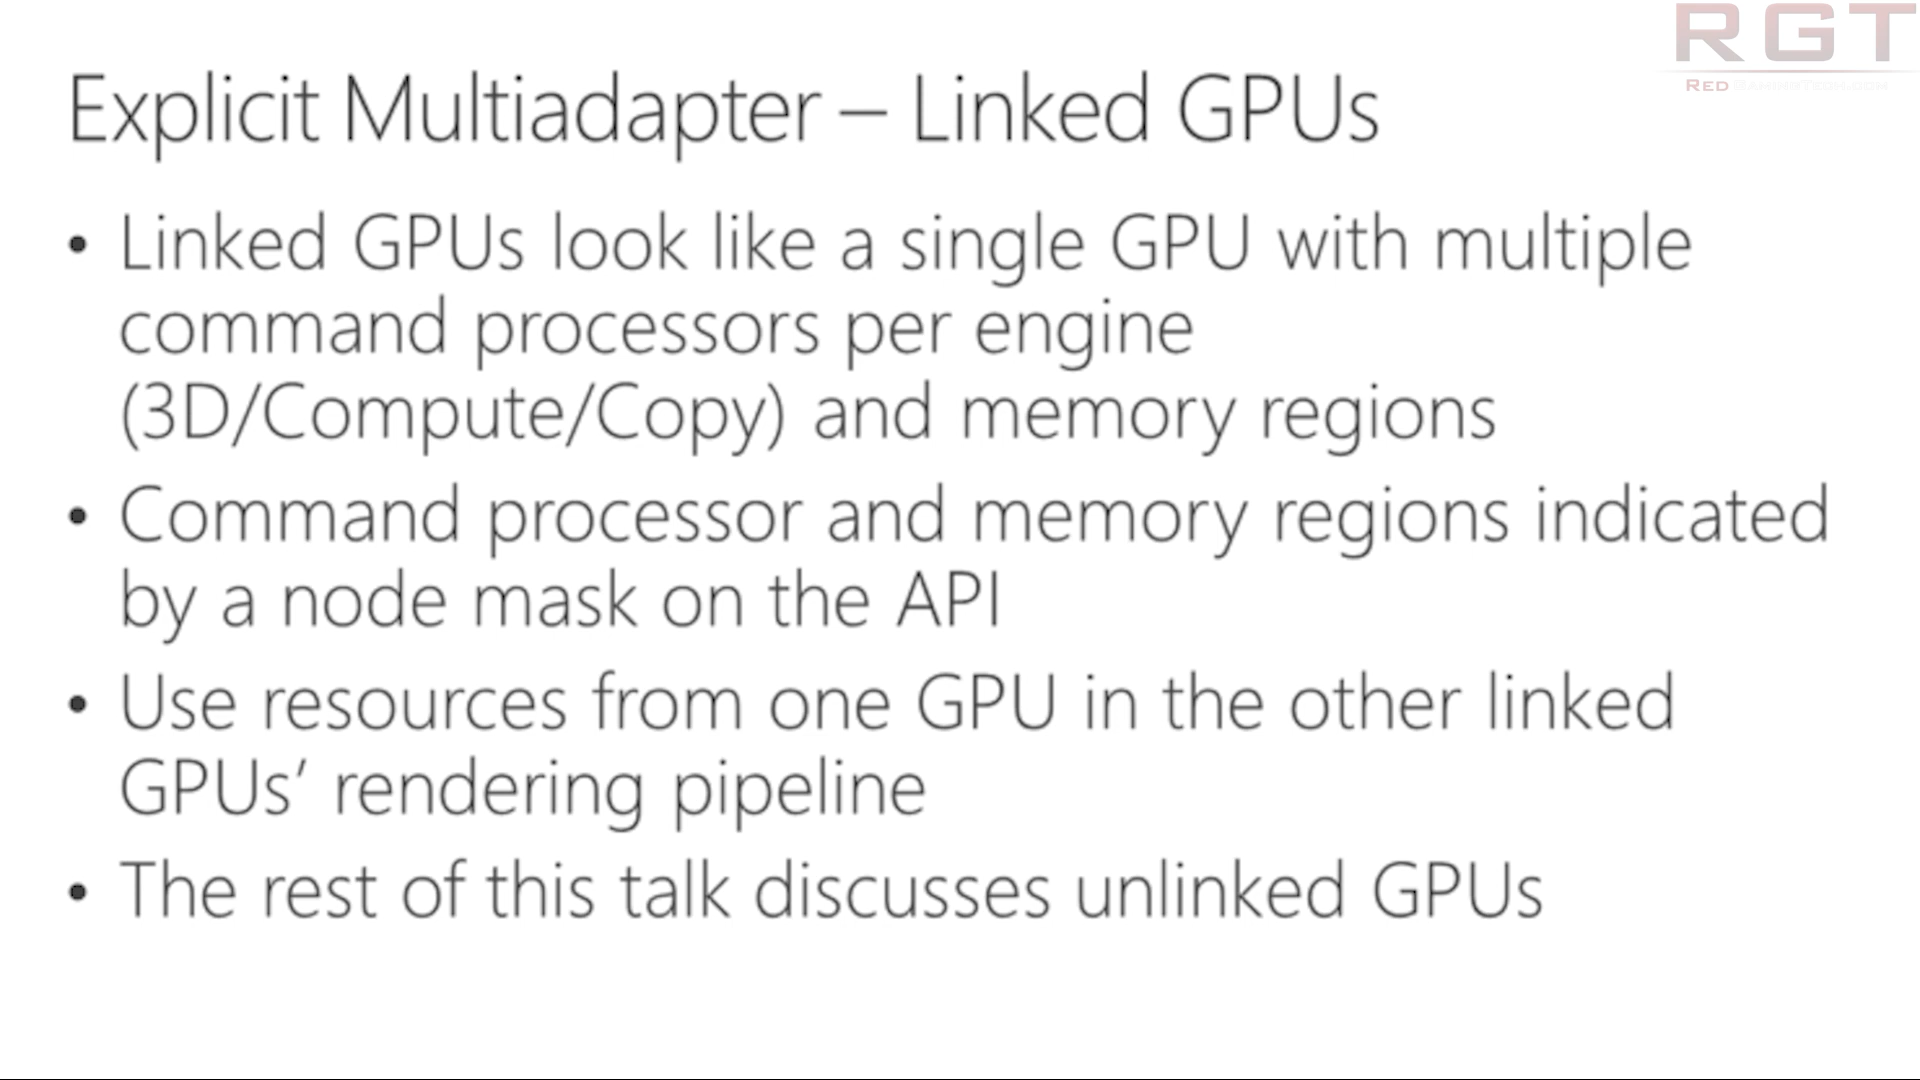 RGT
RedGamingTech.com
Explicit Multiadapter – Linked GPUs
• Linked GPUs look like a single GPU with multiple
command processors per engine
(3D/Compute/Copy) and memory regions
• Command processor and memory regions indicated
by a node mask on the API
• Use resources from one GPU in the other linked
GPUs’ rendering pipeline
• The rest of this talk discusses unlinked GPUs